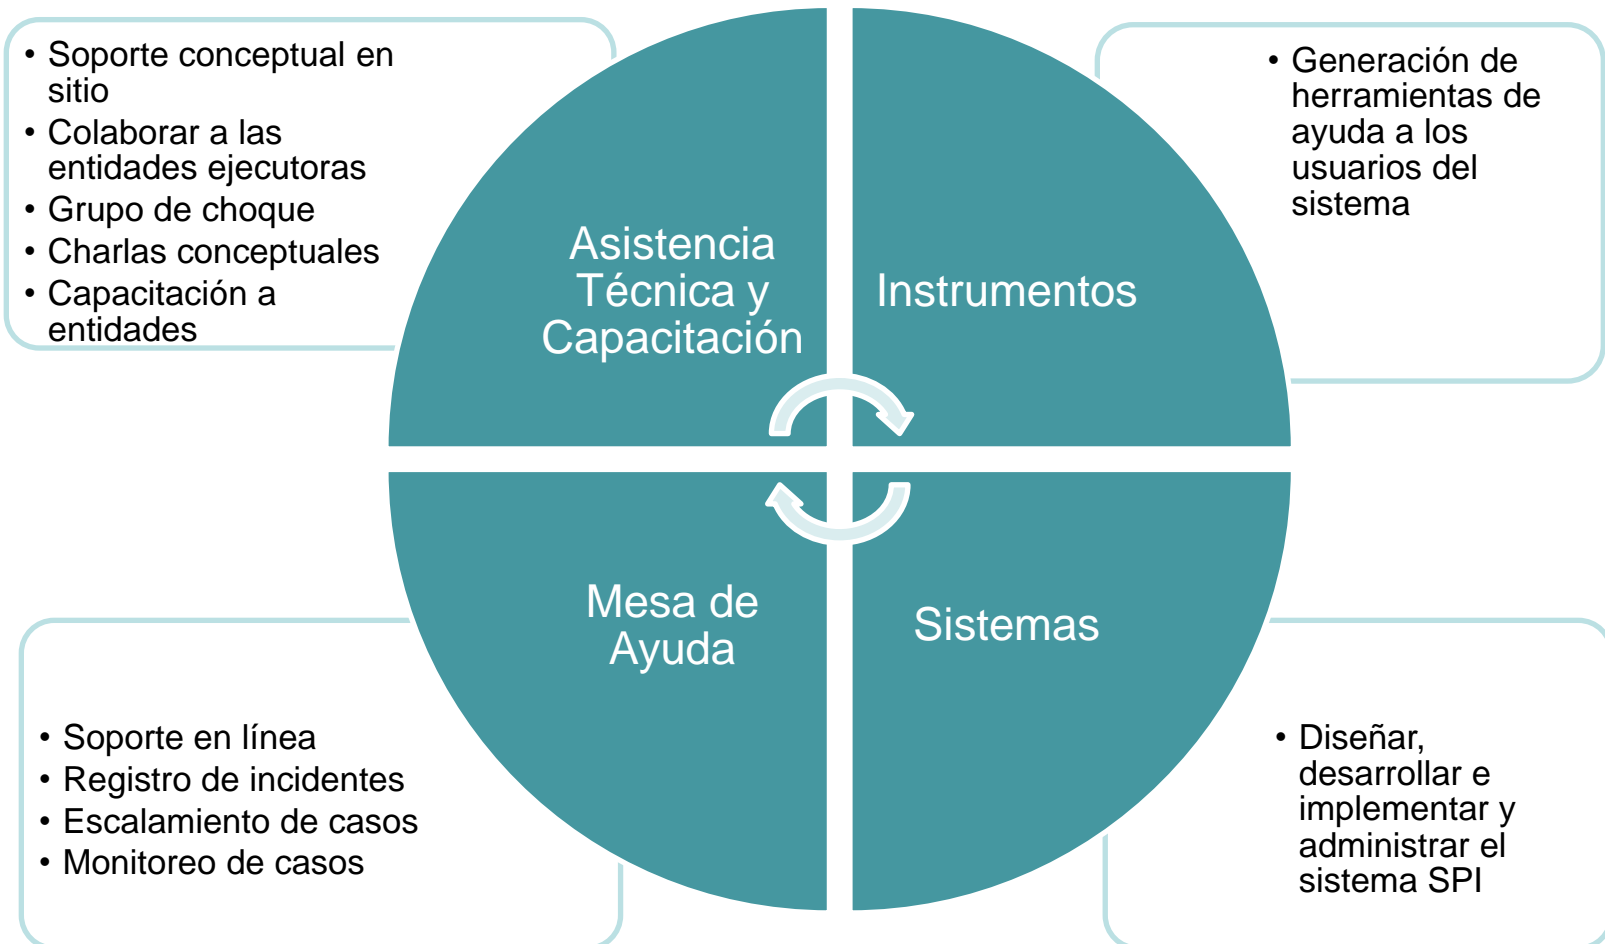 • Soporte conceptual en
sitio
• Colaborar a las
entidades ejecutoras
• Grupo de choque
• Charlas conceptuales
• Capacitación a
entidades
Asistencia
Técnica y
Capacitación
Instrumentos
• Generación de
herramientas de
ayuda a los
usuarios del
sistema
Mesa de
Ayuda
• Soporte en línea
• Registro de incidentes
• Escalamiento de casos
• Monitoreo de casos
Sistemas
• Diseñar,
desarrollar e
implementar y
administrar el
sistema SPI